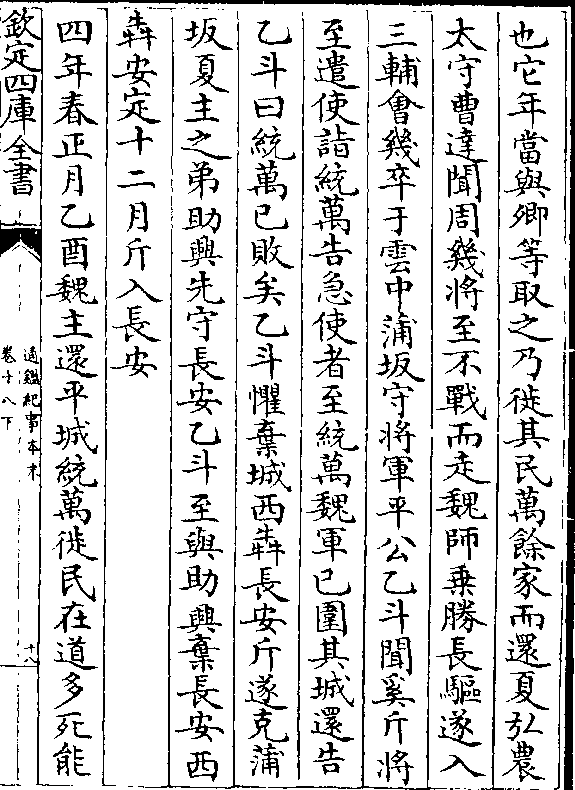 也它年當與卿等取之乃徙其民萬餘家而還夏弘農
太守曹達聞周幾將至不戰而走魏師乗勝長驅遂入
三輔會幾卒于雲中蒲坂守將軍平公乙斗聞奚斤將
至遣使詣統萬告急使者至統萬魏軍已圍其城還告
乙斗曰統萬已敗矣乙斗懼棄城西犇長安斤遂克蒲
坂夏主之弟助興先守長安乙斗至與助興棄長安西
犇安定十二月斤入長安
四年春正月乙酉魏主還平城統萬徙民在道多死能
欽定四庫全書
通鑑紀事本末
卷十八下
十八